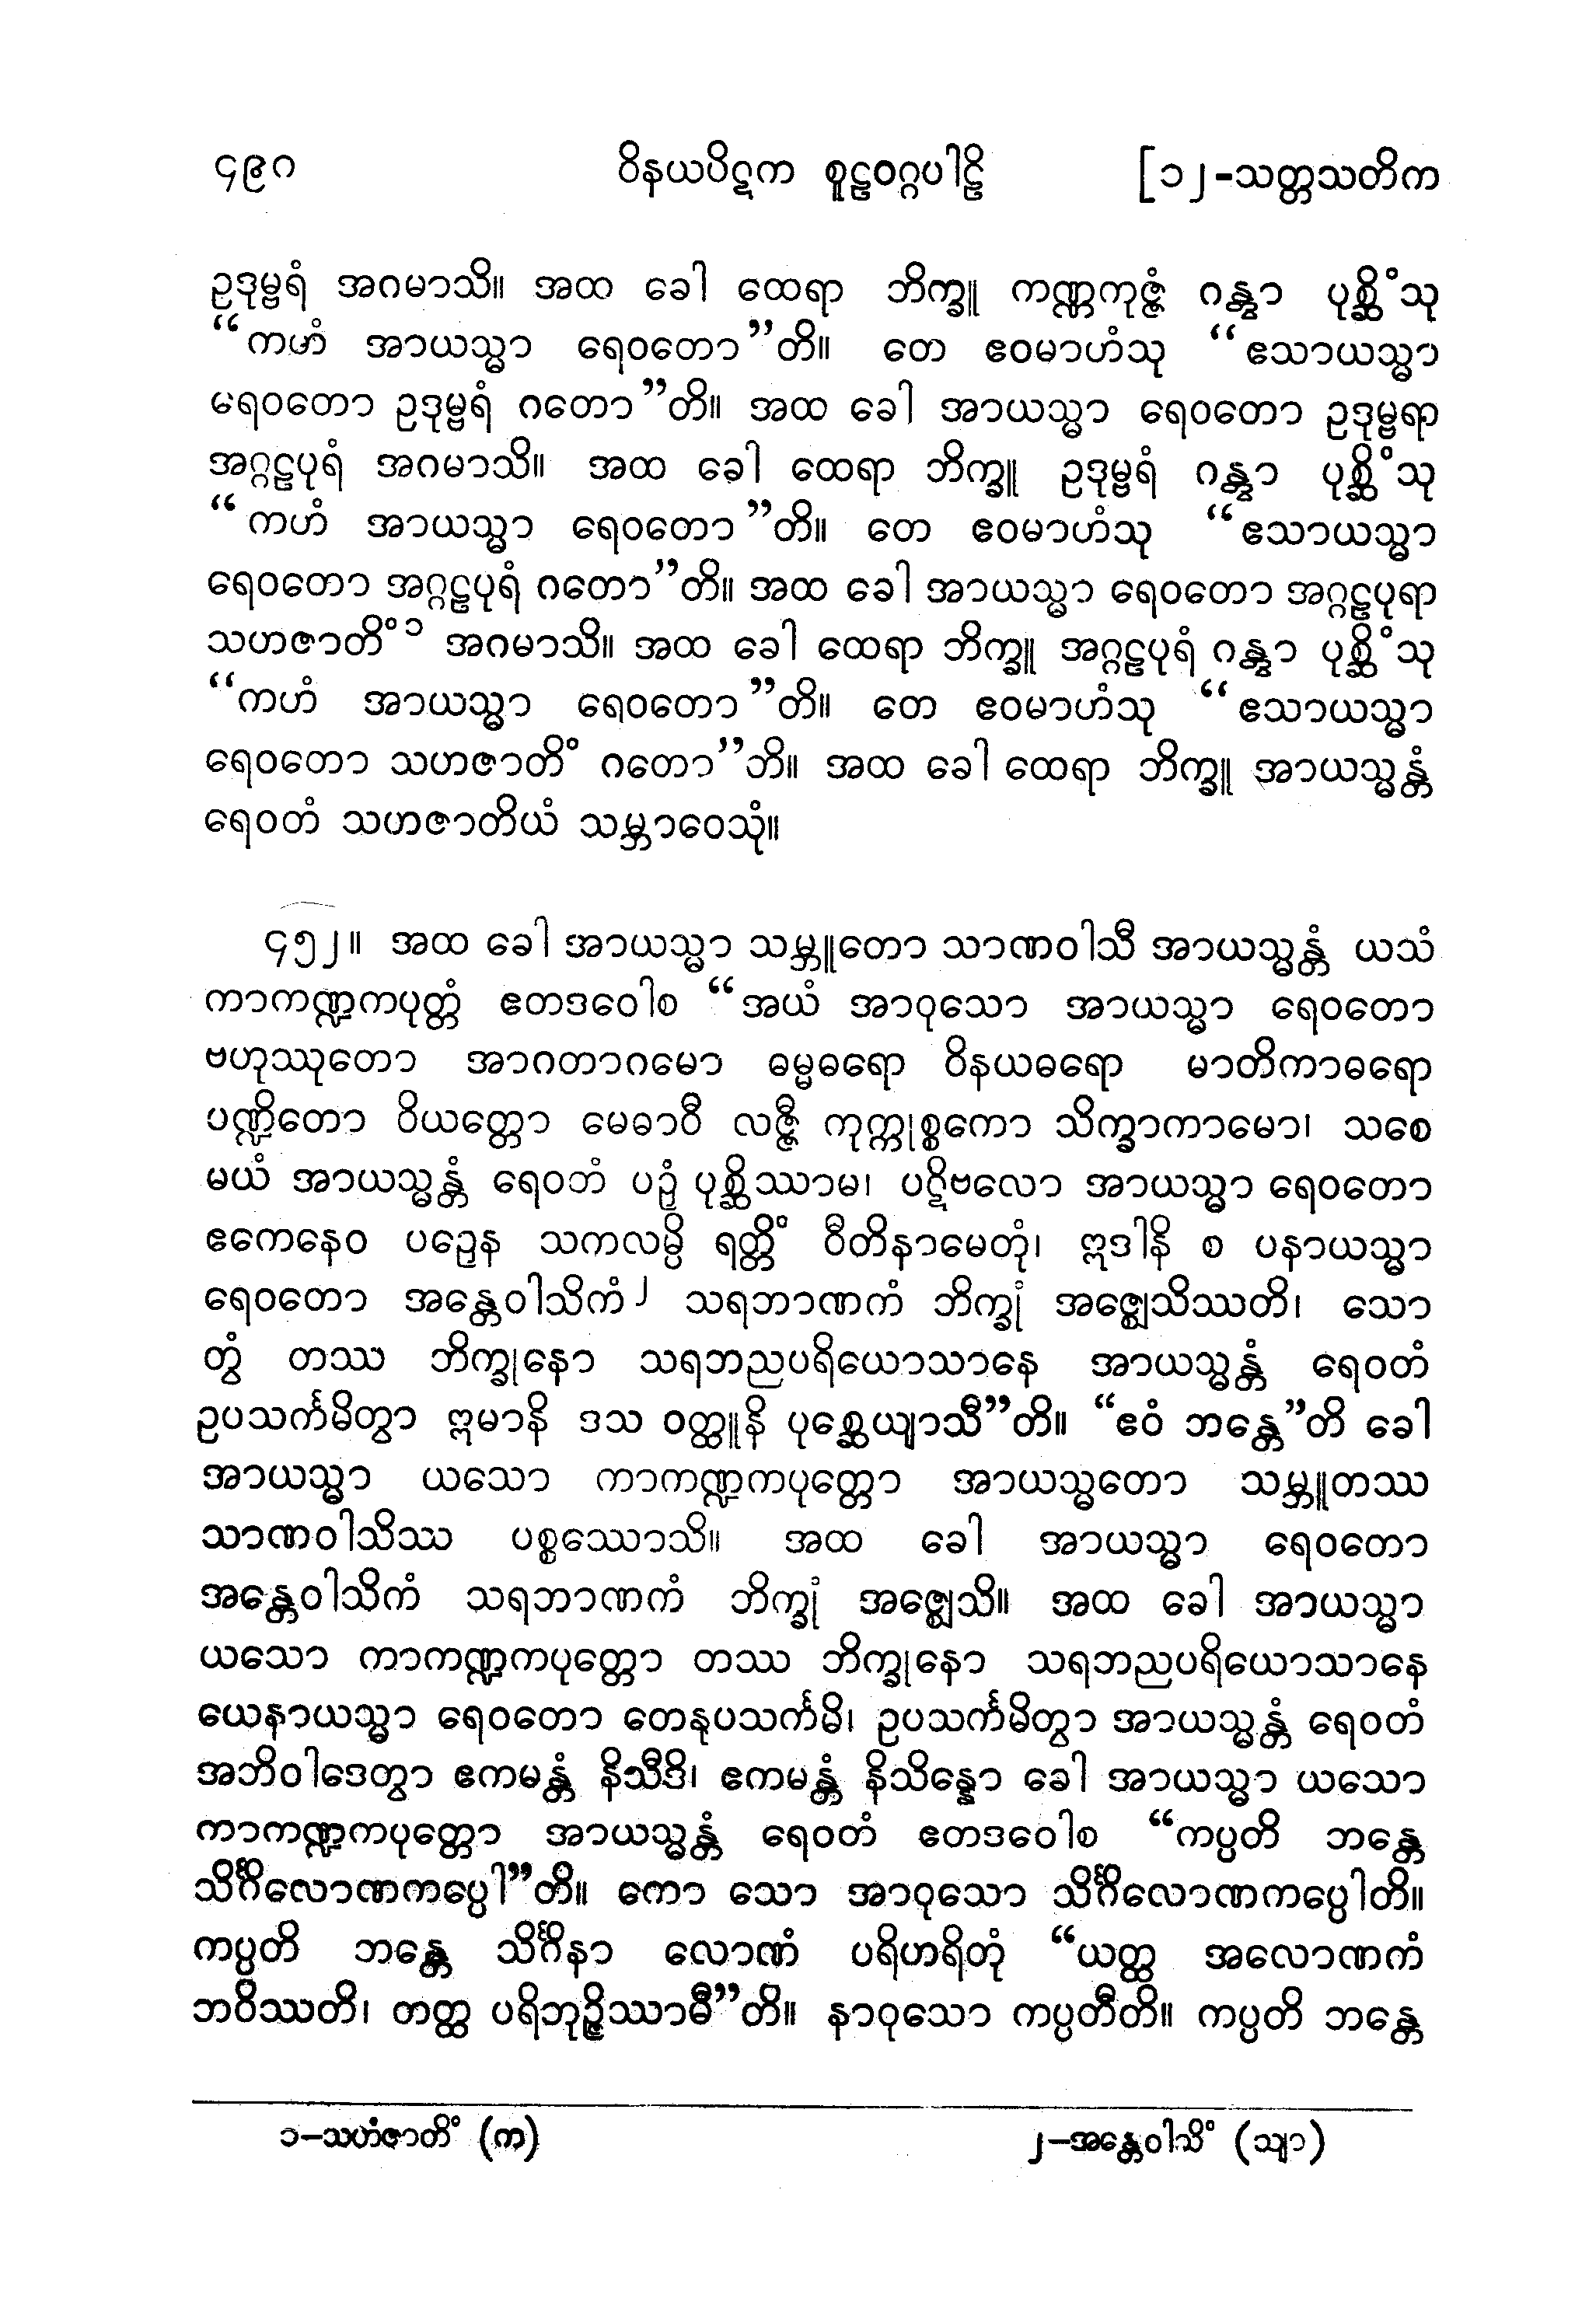 ၄၉၀ ဝိနယပိဋက စူဠဝဂ္ဂပါဠိ [၁၂-သတ္တသတိက
ဥဒုမ္ဗရံ အဂမာသိ။ အထ ခေါ ထေရာ ဘိက္ခူ ကဏ္ဏကုဇ္ဇံ ဂန္တွာ ပုစ္ဆိံသု
“ကဟံ အာယသ္မာ ရေဝတော”တိ။ တေ ဧဝမာဟံသု “ဧသာယသ္မာ
ရေဝတော ဥဒုမ္ဗရံ ဂတော”တိ။ အထ ခေါ အာယသ္မာ ရေဝတော ဥဒုမ္ဗရာ
အဂ္ဂဠပုရံ အဂမာသိ။ အထ ခေါ ထေရာ ဘိက္ခူ ဥဒုမ္ဗရံ ဂန္တွာ ပုစ္ဆိံသု
“ကဟံ အာယသ္မာ ရေဝတော”တိ။ တေ ဧဝမာဟံသု “ဧသာယသ္မာ
ရေဝတော အဂ္ဂဠပုရံ ဂတော”တိ။ အထ ခေါ အာယသ္မာ ရေဝတော အဂ္ဂဠပုရာ
သဟဇာတိံ၁ အဂမာသိ။ အထ ခေါ ထေရာ ဘိက္ခူ အဂ္ဂဠပုရံ ဂန္တွာ ပုစ္ဆိံသု
“ကဟံ အာယသ္မာ ရေဝတော”တိ။ တေ ဧဝမာဟံသု “ဧသာယသ္မာ
ရေဝတော သဟဇာတိံ ဂတော”ဘိ။ အထ ခေါ ထေရာ ဘိက္ခူ အာယသ္မန္တံ
ရေဝတံ သဟဇာတိယံ သမ္ဘာဝေသုံ။
၄၅၂။ အထ ခေါ အာယသ္မာ သမ္ဘူတော သာဏဝါသီ အာယသ္မန္တံ ယသံ
ကာကဏ္ဍကပုတ္တံ ဧတဒဝေါစ “အယံ အာဝုသော အာယသ္မာ ရေဝတော
ဗဟုဿုတော အာဂတာဂမော ဓမ္မဓရော ဝိနယဓရော မာတိကာဓရော
ပဏ္ဍိတော ဝိယတ္တော မေဓာဝီ လဇ္ဇီ ကုက္ကုစ္စကော သိက္ခာကာမော၊ သစေ
မယံ အာယသ္မန္တံ ရေဝဘံ ပဉှံ ပုစ္ဆိဿာမ၊ ပဋိဗလော အာယသ္မာ ရေဝတော
ဧကေနေဝ ပဉှေန သကလမ္ပိ ရတ္တိံ ဝီတိနာမေတုံ၊ ဣဒါနိ စ ပနာယသ္မာ
ရေဝတော အန္တေဝါသိကံ၂ သရဘာဏကံ ဘိက္ခုံ အဇ္ဈေသိဿတိ၊ သော
တွံ တဿ ဘိက္ခုနော သရဘညပရိယောသာနေ အာယသ္မန္တံ ရေဝတံ
ဥပသင်္ကမိတွာ ဣမာနိ ဒသ ဝတ္ထူနိ ပုစ္ဆေယျာသီ”တိ။ “ဧဝံ ဘန္တေ”တိ ခေါ
အာယသ္မာ ယသော ကာကဏ္ဍကပုတ္တော အာယသ္မတော သမ္ဘူတဿ
သာဏဝါသိဿ ပစ္စဿောသိ။ အထ ခေါ အာယသ္မာ ရေဝတော
အန္တေဝါသိကံ သရဘာဏကံ ဘိက္ခုံ အဇ္ဈေသိ။ အထ ခေါ အာယသ္မာ
ယသော ကာကဏ္ဍကပုတ္တော တဿ ဘိက္ခုနော သရဘညပရိယောသာနေ
ယေနာယသ္မာ ရေဝတော တေနုပသင်္ကမိ၊ ဥပသင်္ကမိတွာ အာယသ္မန္တံ ရေဝတံ
အဘိဝါဒေတွာ ဧကမန္တံ နိသီဒိ၊ ဧကမန္တံ နိသိန္နော ခေါ အာယသ္မာ ယသော
ကာကဏ္ဍကပုတ္တော အာယသ္မန္တံ ရေဝတံ ဧတဒဝေါစ “ကပ္ပတိ ဘန္တေ
သိင်္ဂိလောဏကပ္ပေါ”တိ။ ကော သော အာဝုသော သိင်္ဂိလောဏကပ္ပေါတိ။
ကပ္ပတိ ဘန္တေ သိင်္ဂိနာ လောဏံ ပရိဟရိတုံ “ယတ္ထ အလောဏကံ
ဘဝိဿတိ၊ တတ္ထ ပရိဘုဉ္ဇိဿာမီ”တိ။ နာဝုသော ကပ္ပတီတိ။ ကပ္ပတိ ဘန္တေ
၁–သဟံဇာတိံ (က) ၂–အန္တေဝါသိံ (သျာ)